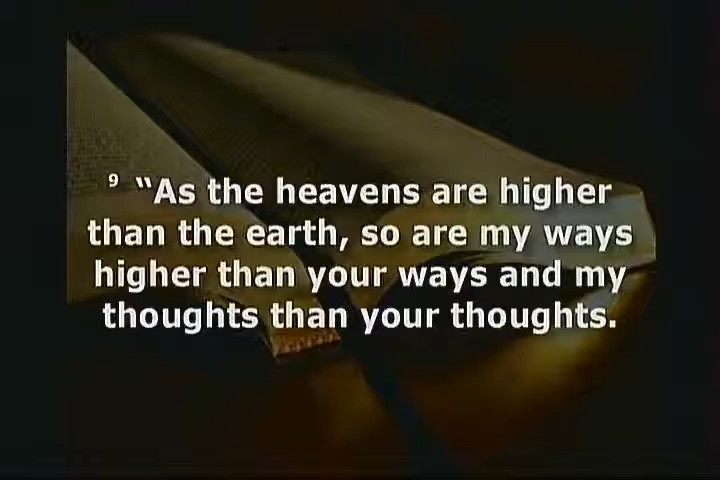 ⁹ “As the heavens are higher
than the earth, so are my ways
higher than your ways and my
thoughts than your thoughts.